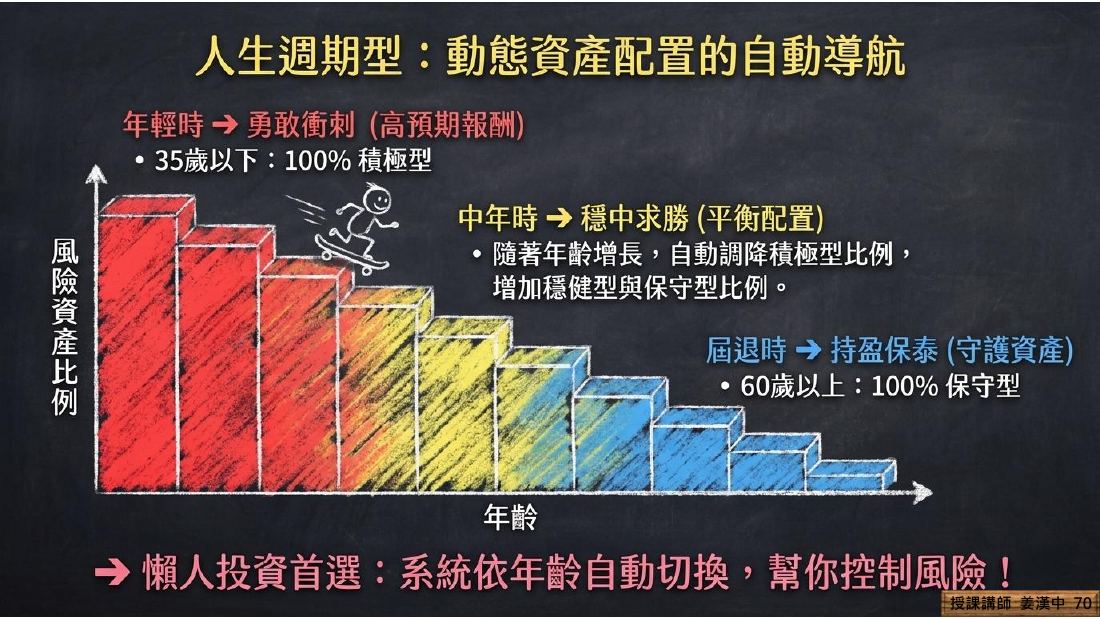 人生週期型：動態資產配置的自動導航
年輕時 ➔ 勇敢衝刺 (高預期報酬)
• 35歲以下：100% 積極型
中年時 ➔ 穩中求勝 (平衡配置)
• 隨著年齡增長，自動調降積極型比例，
增加穩健型與保守型比例。
屆退時 ➔ 持盈保泰 (守護資產)
• 60歲以上：100% 保守型
風險資產比例
年齡
➔ 懶人投資首選：系統依年齡自動切換，幫你控制風險！
授課講師 姜漢中 70